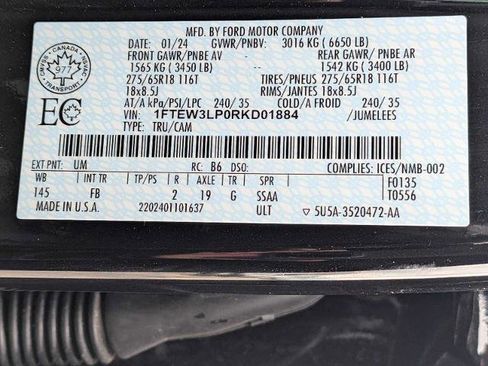 MFD. BY FORD MOTOR COMPANY
DATE: 01/24 GVWR/PNBV: 3016 KG ( 6650 LB)
FRONT GAWR/PNBE AV REAR GAWR/ PNBE AR
1565 KG ( 3450 LB) 1542 KG ( 3400 LB)
275/65R18 116T TIRES/PNEUS 275/65R18 116T
18x8.5J RIMS/JANTES 18x8.5J
AT/A kPa/PSI/LPC 240/ 35 COLD/A FROID 240/ 35
VIN: 1FTEW3LP0RKD01884 /JUMELEES
TYPE: TRU/CAM
CANADA
977
TRANSPORT
EC
EXT PNT: UM RC: B6 DSO: COMPLIES: ICES/NMB-002
WB INT TR R AXLE TR SPR F0135
145 FB 2 19 G SSAA T0556
MADE IN U.S.A. 2202401101637 ULT ▽ 5U5A-3520472-AA